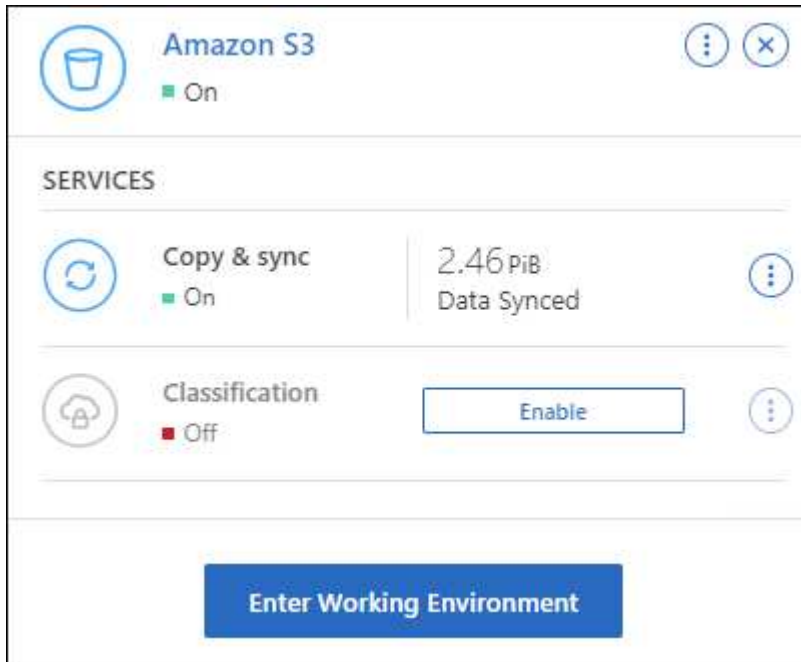 Amazon S3
On
SERVICES
Copy & sync
On
2.46 PiB
Data Synced
Classification
Off
Enable
Enter Working Environment